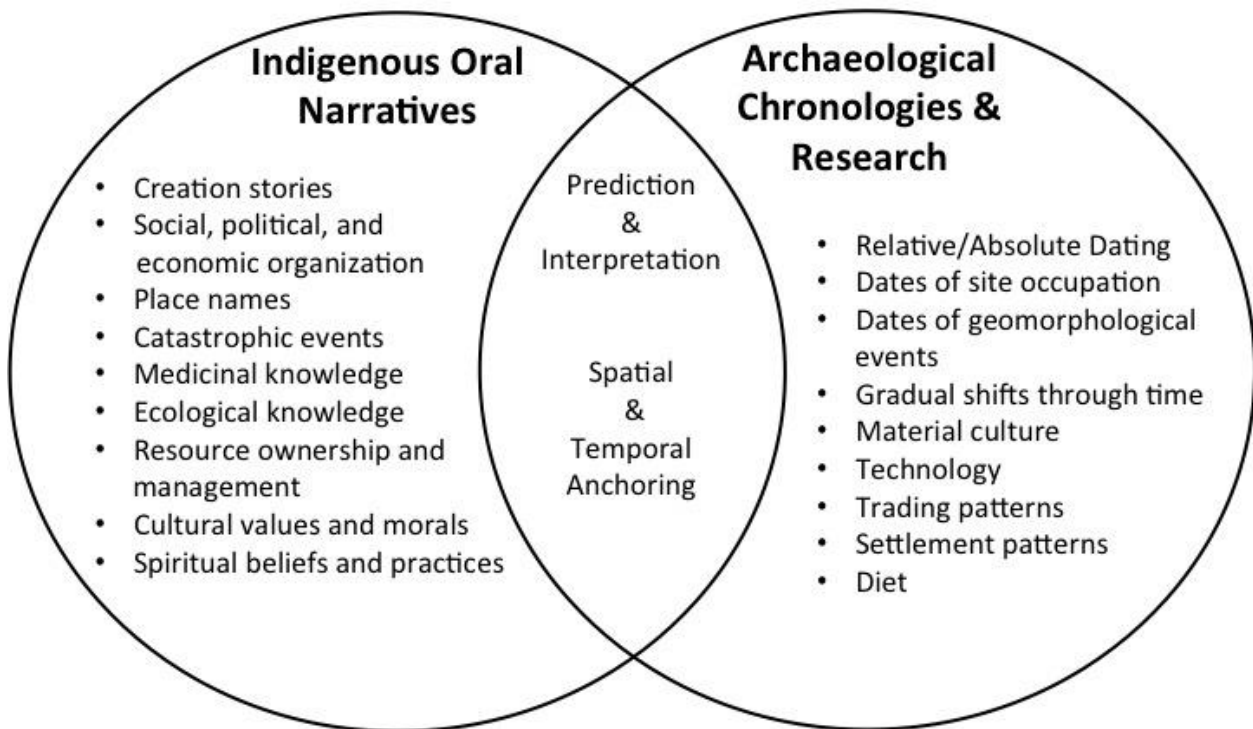 Indigenous Oral
Narratives
• Creation stories
• Social, political, and
economic organization
• Place names
• Catastrophic events
• Medicinal knowledge
• Ecological knowledge
• Resource ownership and
management
• Cultural values and morals
• Spiritual beliefs and practices
Prediction
&
Interpretation
Spatial
&
Temporal
Anchoring
Archaeological
Chronologies &
Research
• Relative/Absolute Dating
• Dates of site occupation
• Dates of geomorphological
events
• Gradual shifts through time
• Material culture
• Technology
• Trading patterns
• Settlement patterns
• Diet